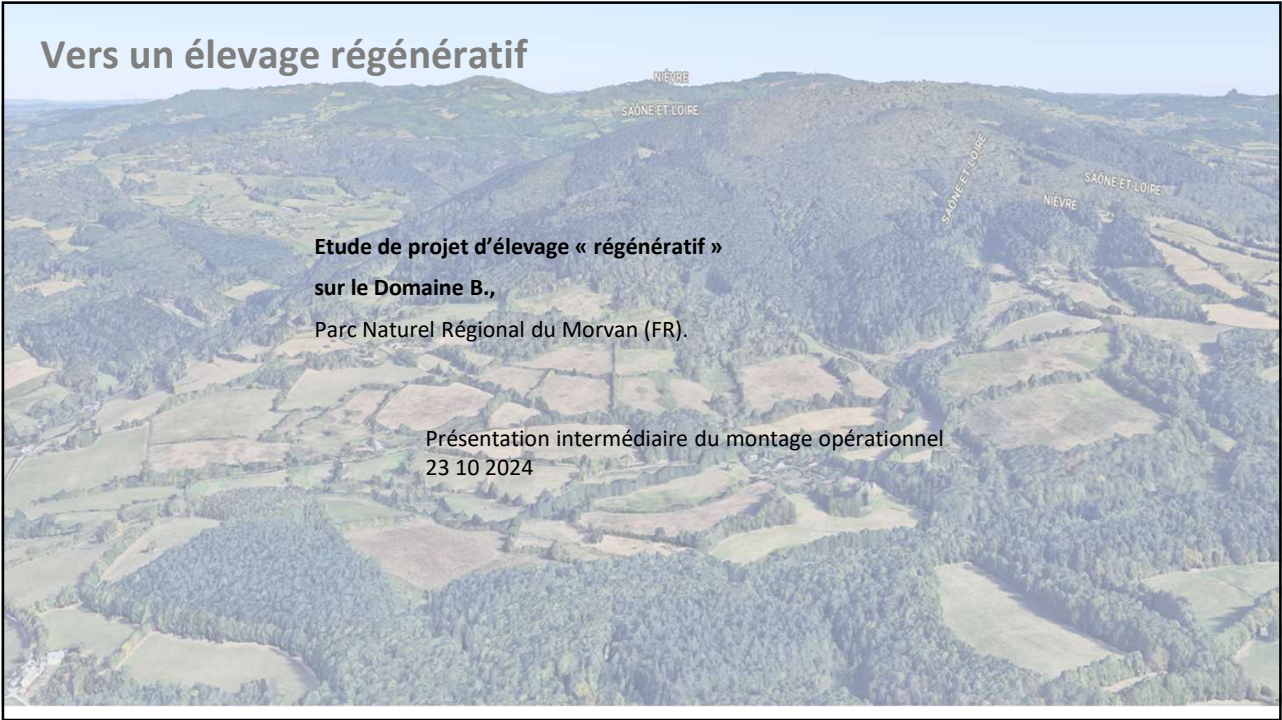 Vers un élevage régénératif
NIÈVRE
SAÔNE-ET-LOIRE
SAÔNE-ET-LOIRE
SAÔNE-ET-LOIRE
NIÈVRE
Etude de projet d’élevage « régénératif »
sur le Domaine B.,
Parc Naturel Régional du Morvan (FR).
Présentation intermédiaire du montage opérationnel
23 10 2024